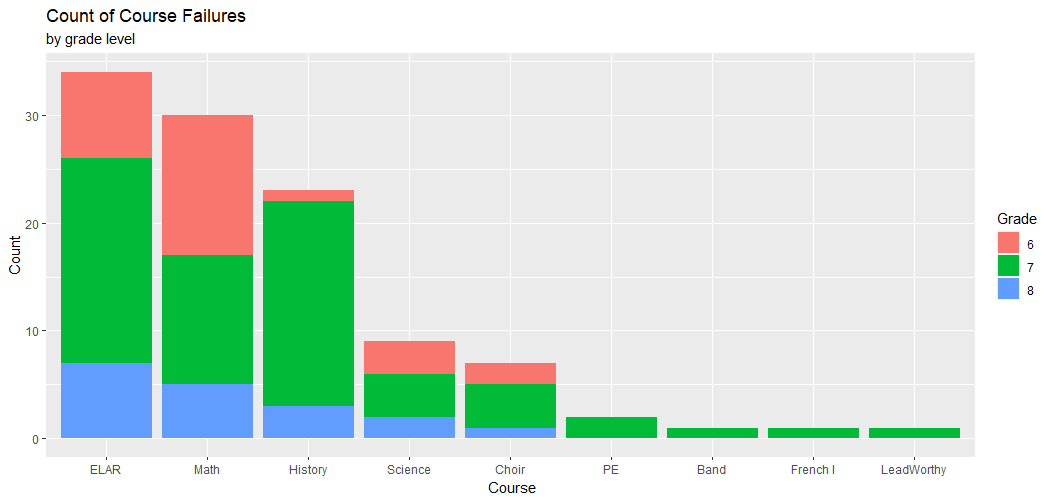 Count of Course Failures
by grade level
Count
30
20
10
0
ELAR Math History Science Choir PE Band French I LeadWorthy
Course
Grade
6
7
8